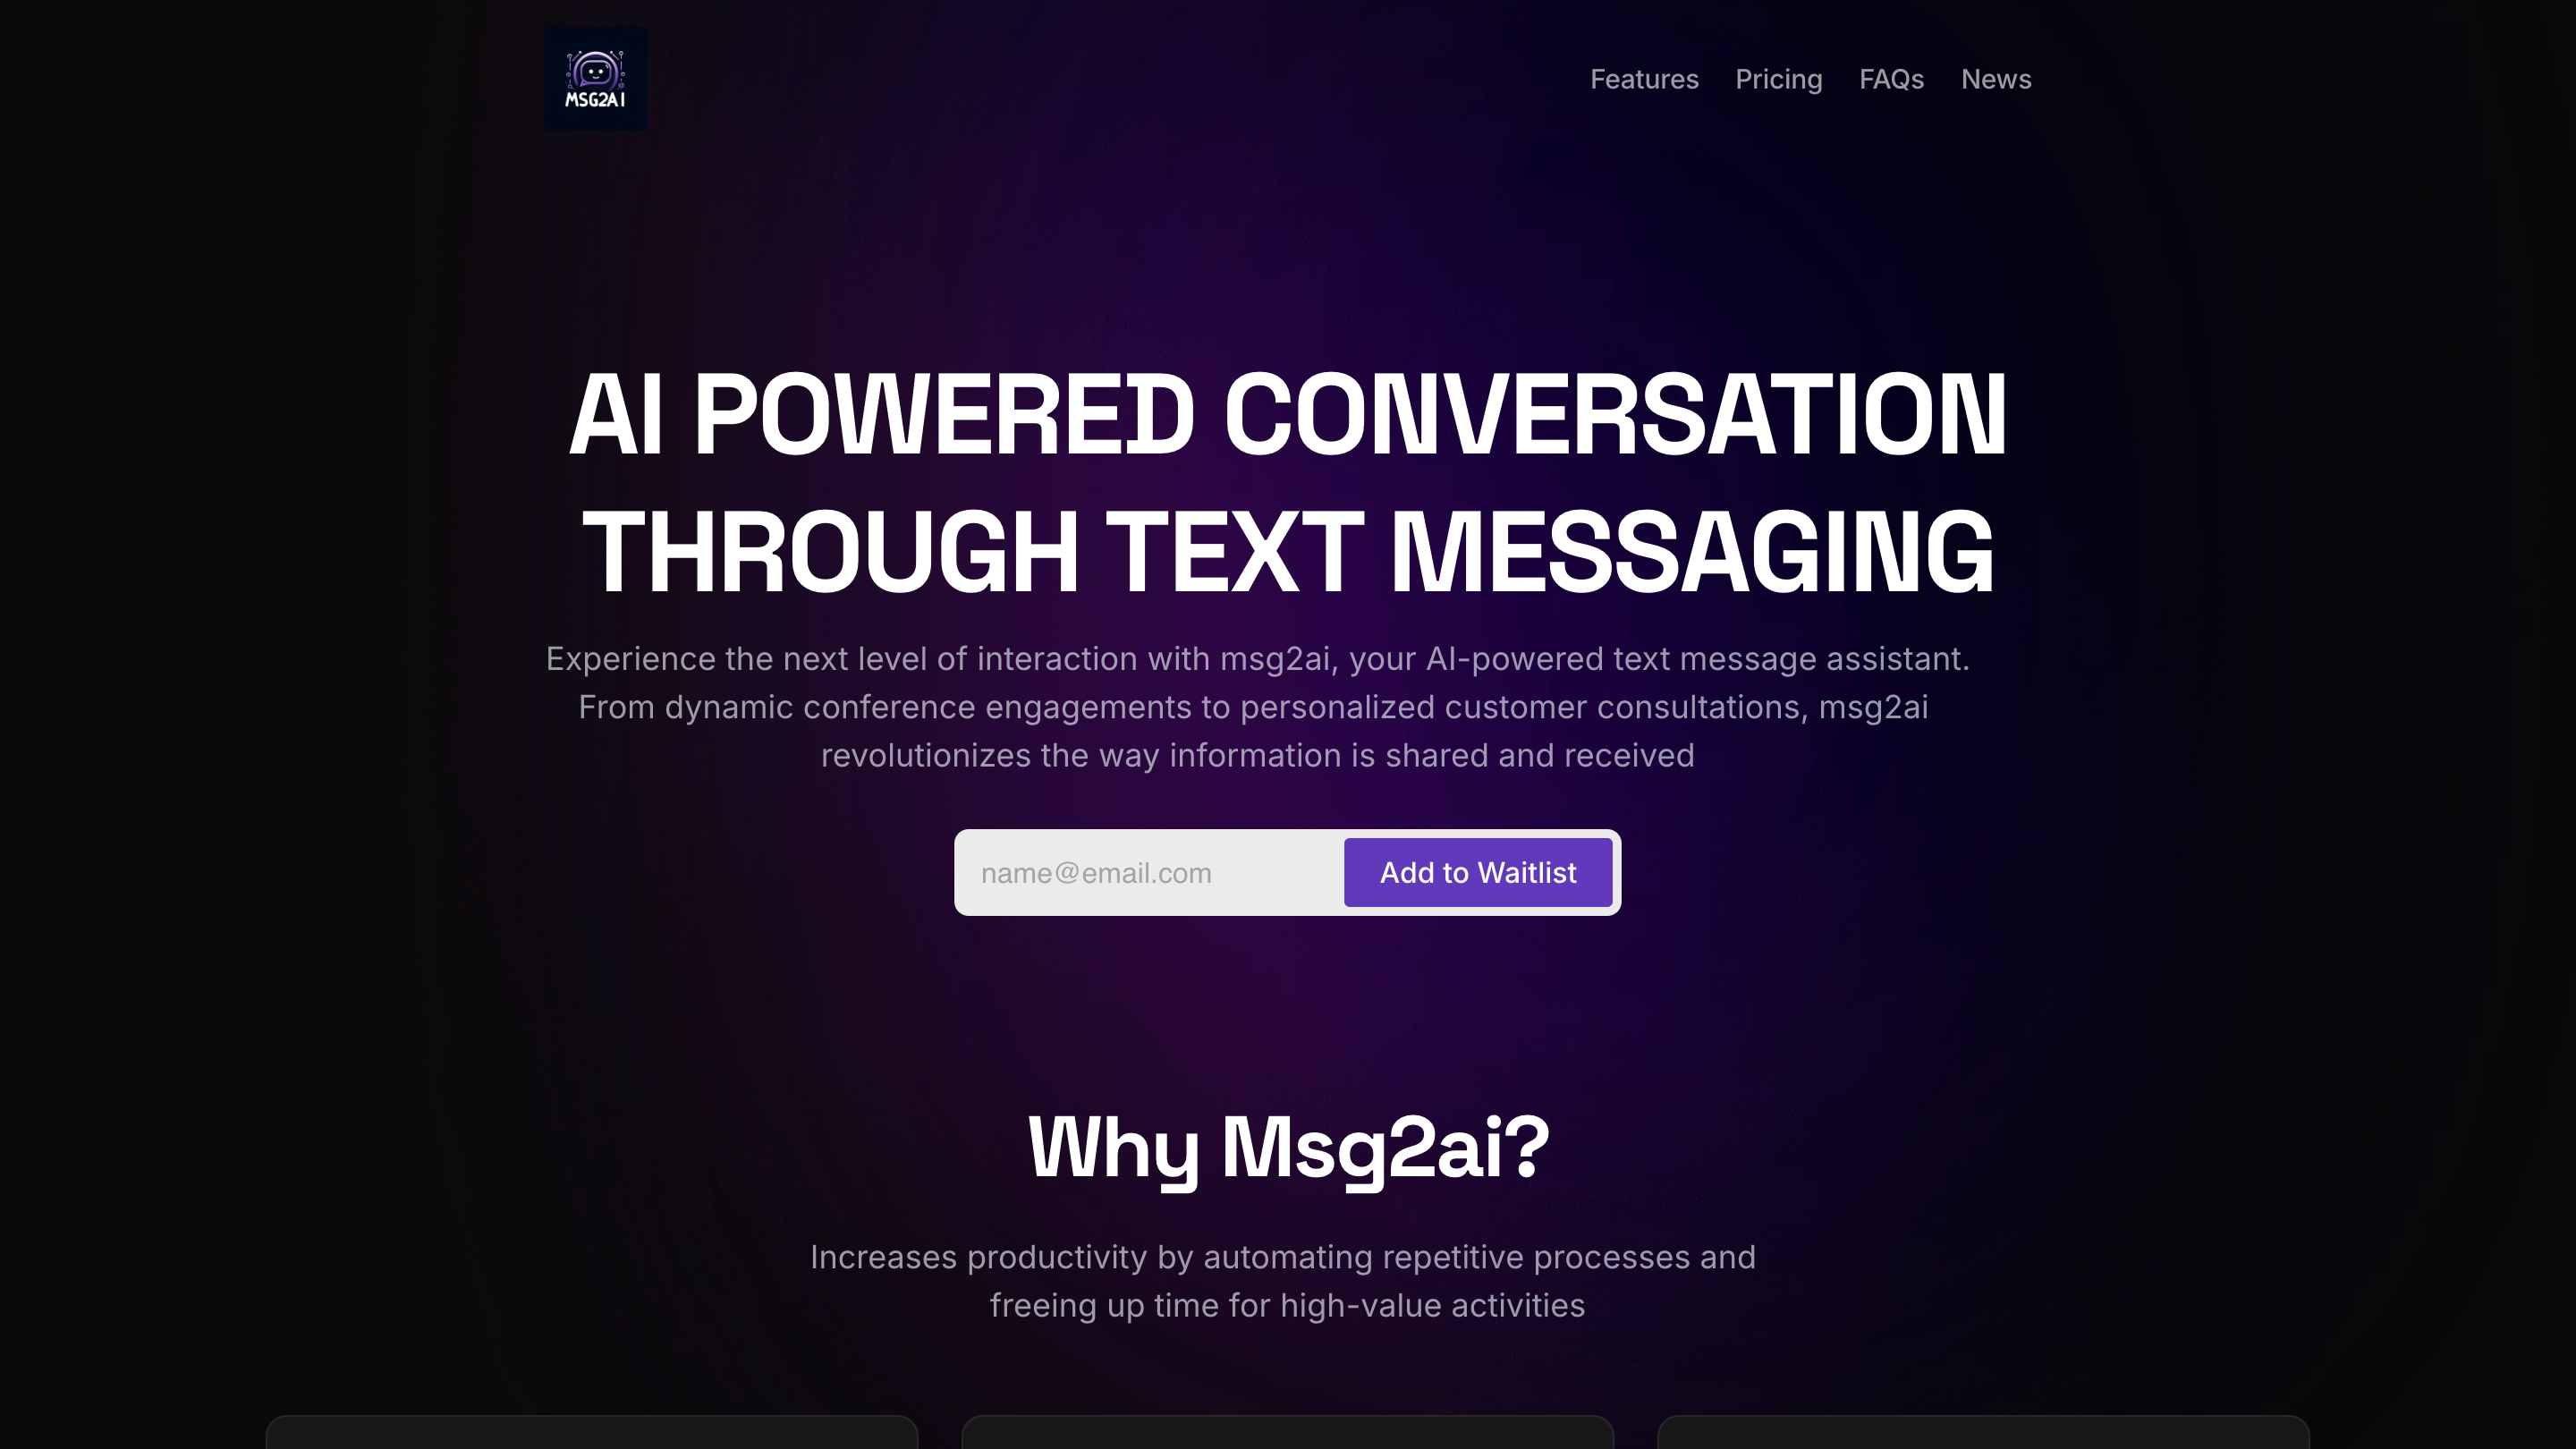 MSG2AI
Features Pricing FAQs News
AI POWERED CONVERSATION
THROUGH TEXT MESSAGING
Experience the next level of interaction with msg2ai, your AI-powered text message assistant.
From dynamic conference engagements to personalized customer consultations, msg2ai
revolutionizes the way information is shared and received
name@email.com Add to Waitlist
Why Msg2ai?
Increases productivity by automating repetitive processes and
freeing up time for high-value activities